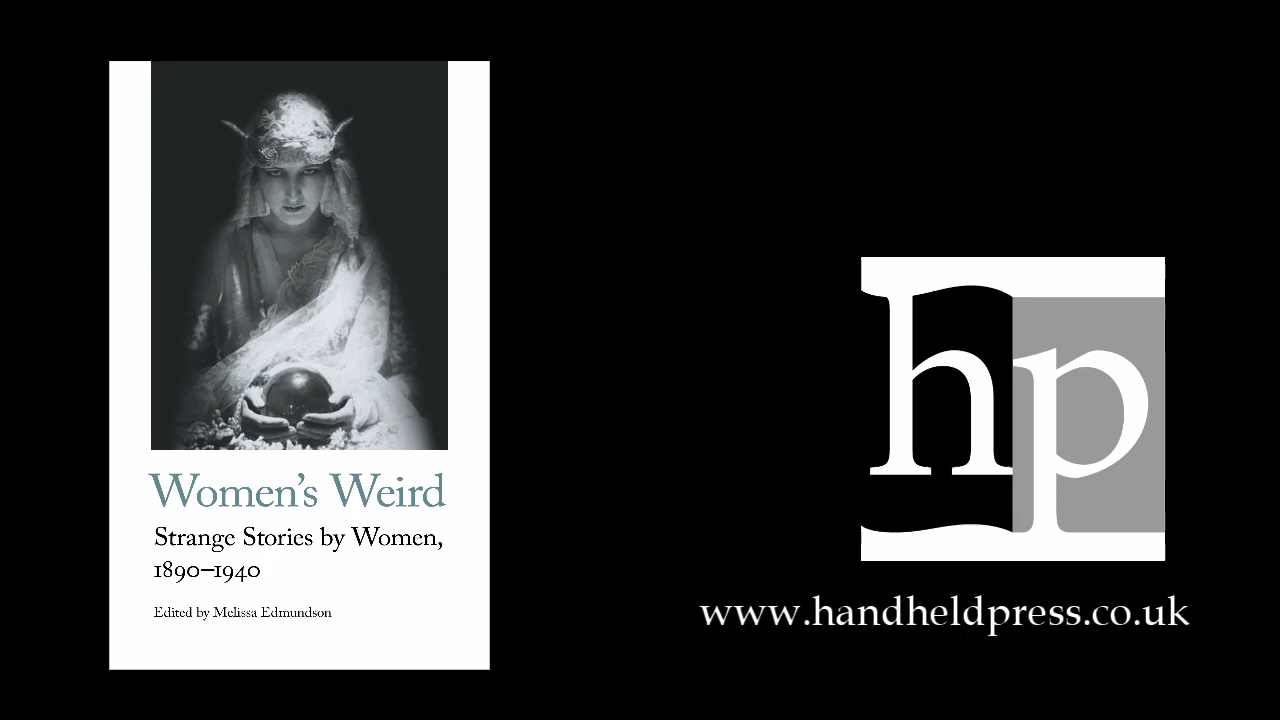 Women’s Weird
Strange Stories by Women,
1890–1940
Edited by Melissa Edmundson
hp
www.handheldpress.co.uk